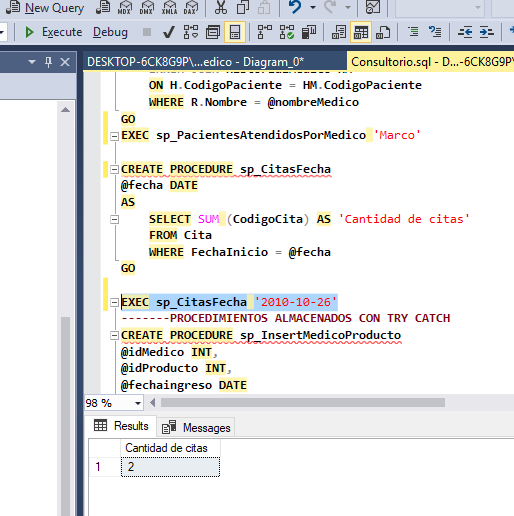 New Query MDX DMX XMLA DAX
Execute Debug
DESKTOP-6CK8G9P\...edico - Diagram_0* Consultorio.sql - D...-6CK8G9P\
ON H.CodigoPaciente = HM.CodigoPaciente
WHERE R.Nombre = @nombreMedico
GO
EXEC sp_PacientesAtendidosPorMedico 'Marco'
CREATE PROCEDURE sp_CitasFecha
@fecha DATE
AS
SELECT SUM (CodigoCita) AS 'Cantidad de citas'
FROM Cita
WHERE FechaInicio = @fecha
GO
EXEC sp_CitasFecha '2010-10-26'
-------PROCEDIMIENTOS ALMACENADOS CON TRY CATCH
CREATE PROCEDURE sp_InsertMedicoProducto
@idMedico INT,
@idProducto INT,
@fechaingreso DATE
98 %
Results Messages
Cantidad de citas
1 2